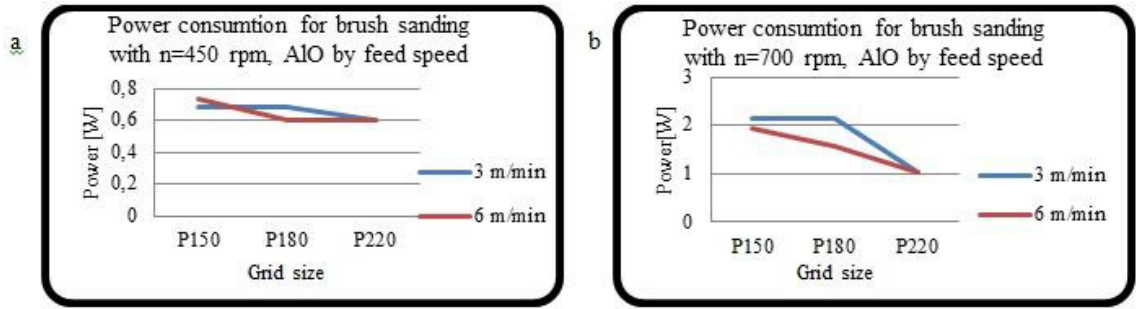 a
Power consumtion for brush sanding
with n=450 rpm, AlO by feed speed
Power [W]
0,8
0,6
0,4
0,2
0
P150 P180 P220
Grid size
3 m/min
6 m/min
b
Power consumtion for brush sanding
with n=700 rpm, AlO by feed speed
Power[W]
3
2
1
0
P150 P180 P220
Grid size
3 m/min
6 m/min